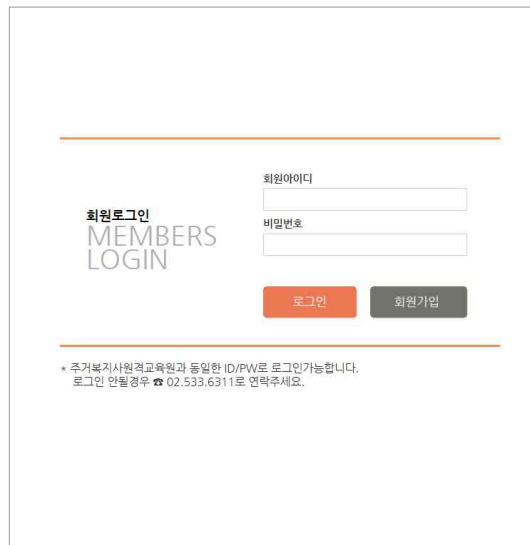 회원아이디
회원로그인
MEMBERS
LOGIN
비밀번호
로그인 회원가입
* 주거복지사원격교육원과 동일한 ID/PW로 로그인가능합니다.
로그인 안될경우 ☎ 02.533.6311로 연락주세요.